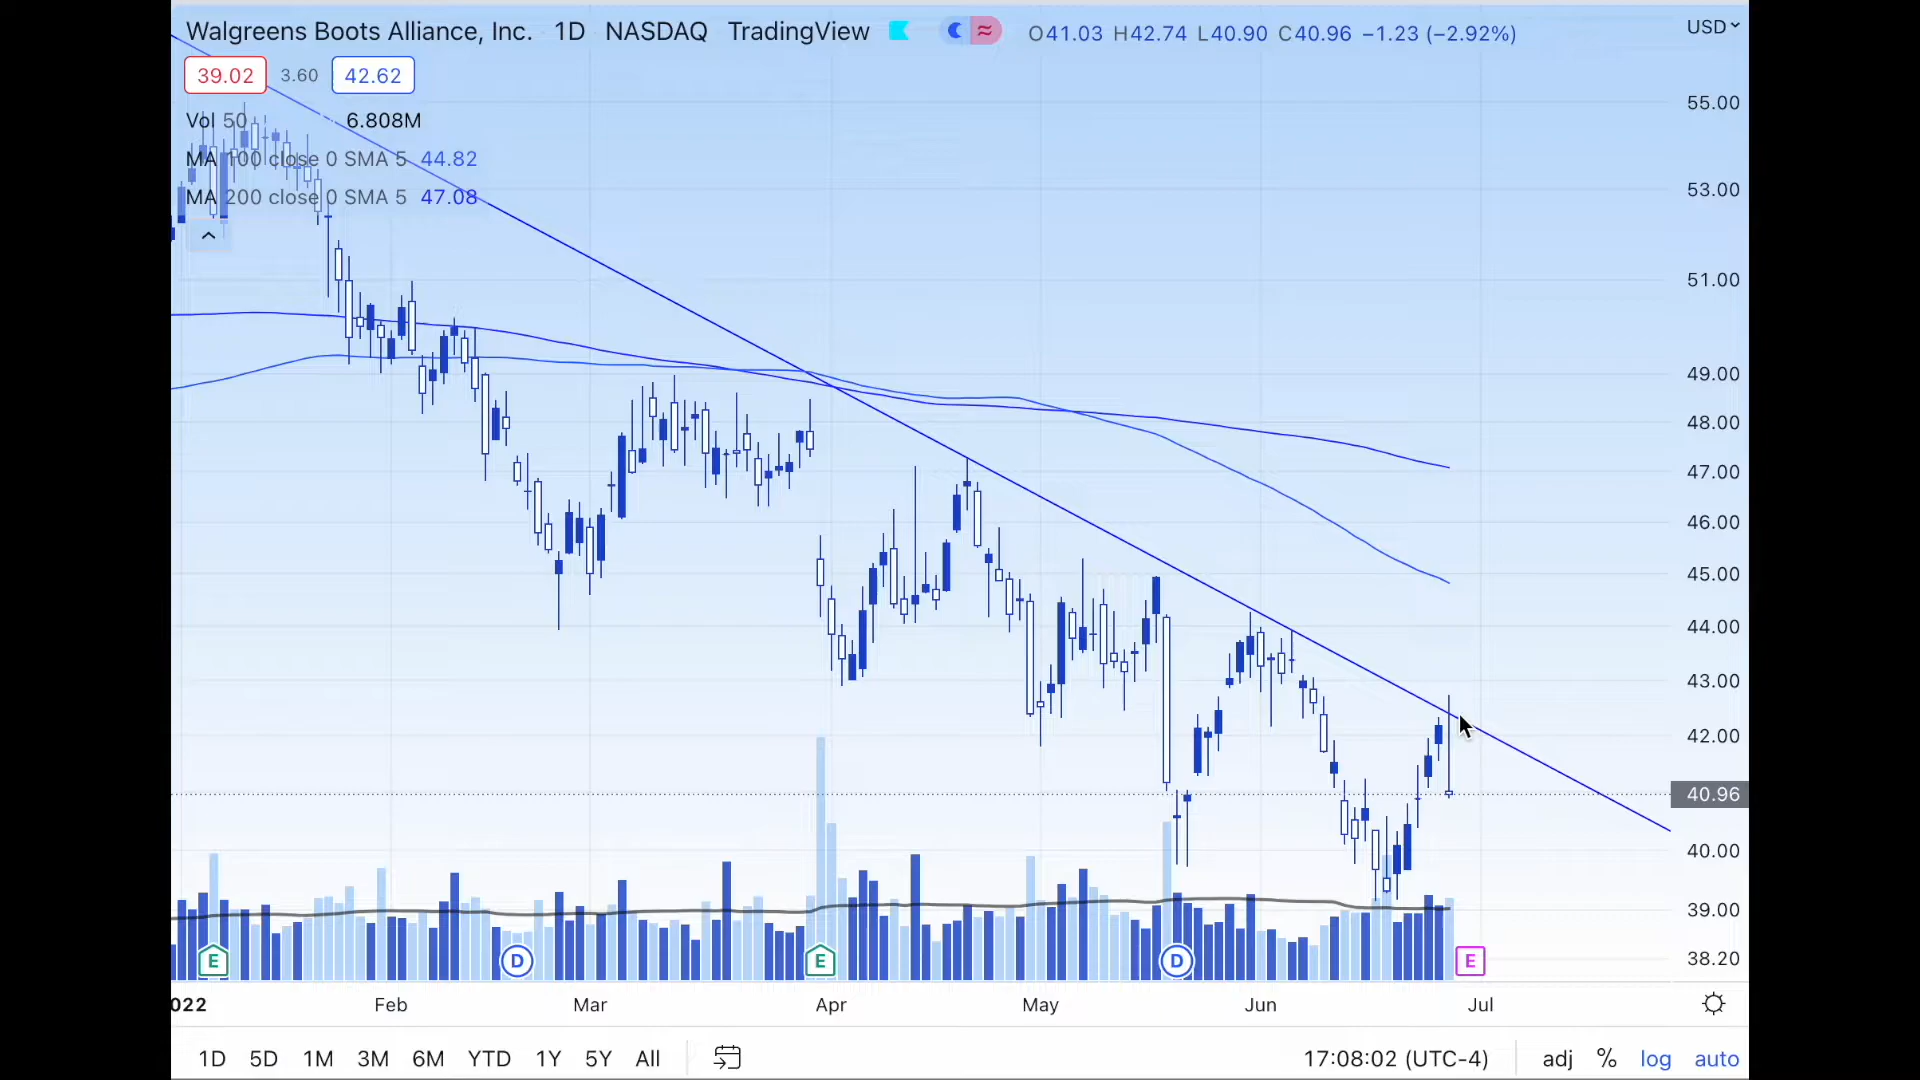 Walgreens Boots Alliance, Inc. 1D NASDAQ TradingView O41.03 H42.74 L40.90 C40.96 −1.23 (−2.92%) USD
39.02 3.60 42.62
Vol 50 6.808M
MA 100 close 0 SMA 5 44.82
MA 200 close 0 SMA 5 47.08
55.00
53.00
51.00
49.00
48.00
47.00
46.00
45.00
44.00
43.00
42.00
40.96
40.00
39.00
38.20
E D E D E
022 Feb Mar Apr May Jun Jul
1D 5D 1M 3M 6M YTD 1Y 5Y All 17:08:02 (UTC-4) adj % log auto